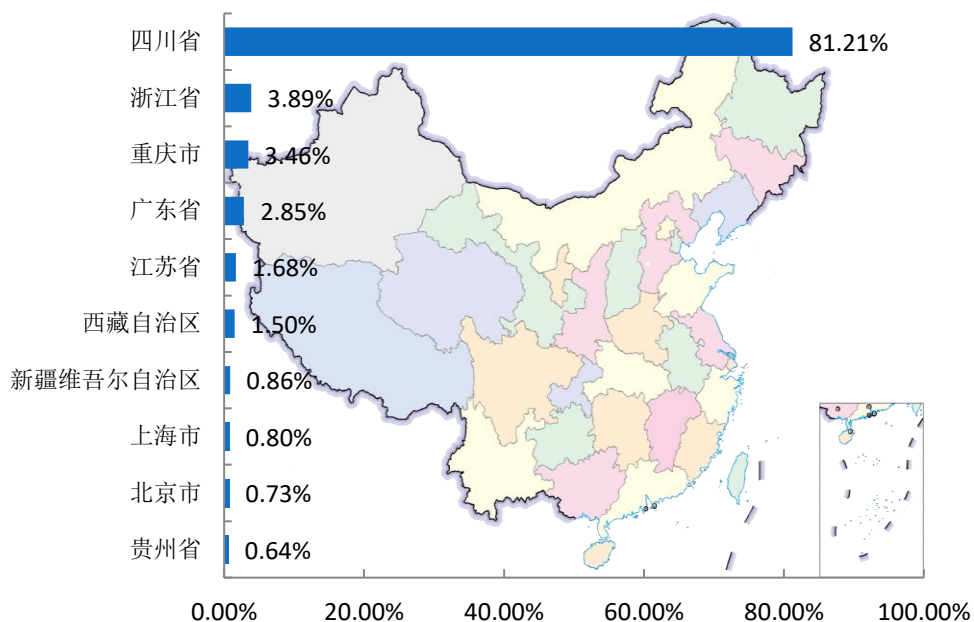 四川省 81.21%
浙江省 3.89%
重庆市 3.46%
广东省 2.85%
江苏省 1.68%
西藏自治区 1.50%
新疆维吾尔自治区 0.86%
上海市 0.80%
北京市 0.73%
贵州省 0.64%
0.00% 20.00% 40.00% 60.00% 80.00% 100.00%